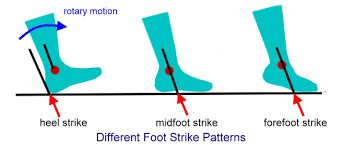 rotary motion
heel strike
midfoot strike
forefoot strike
Different Foot Strike Patterns